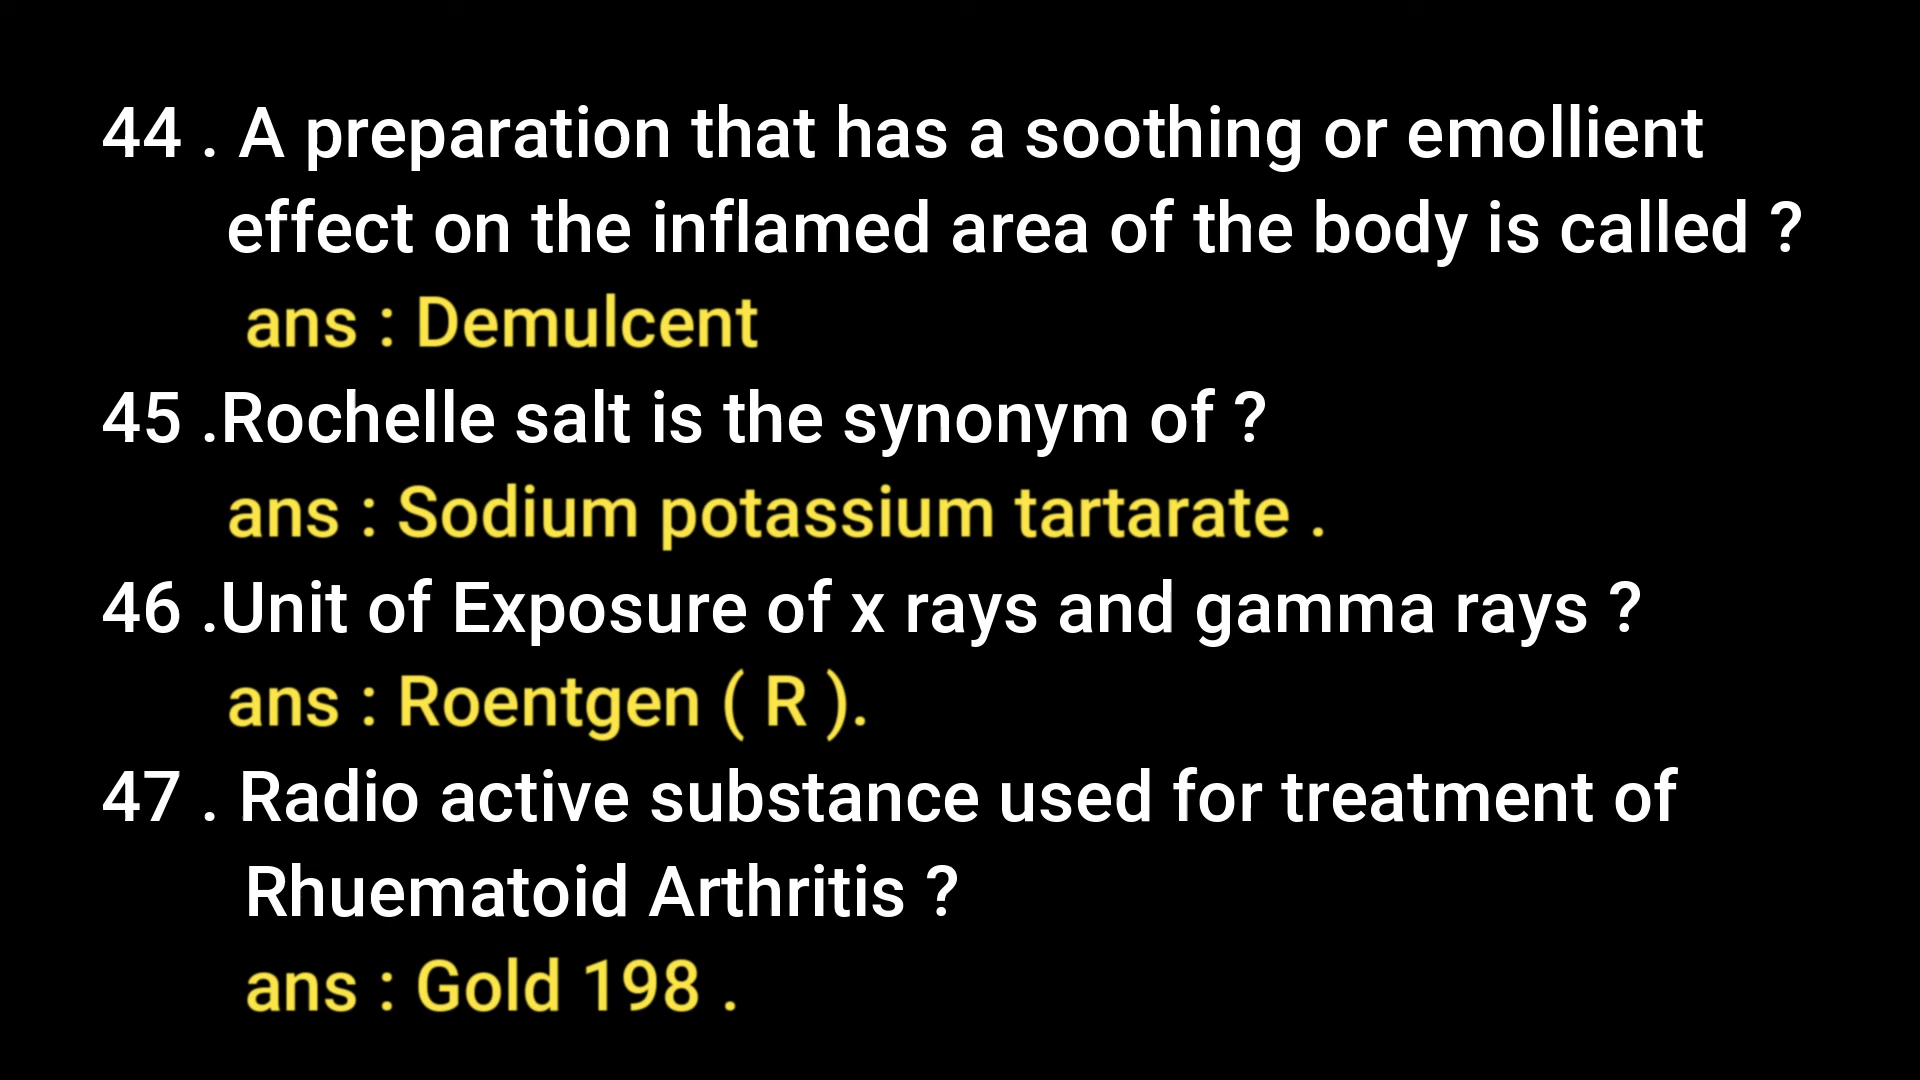 44 . A preparation that has a soothing or emollient
effect on the inflamed area of the body is called ?
ans : Demulcent
45 .Rochelle salt is the synonym of ?
ans : Sodium potassium tartarate .
46 .Unit of Exposure of x rays and gamma rays ?
ans : Roentgen ( R ).
47 . Radio active substance used for treatment of
Rhuematoid Arthritis ?
ans : Gold 198 .